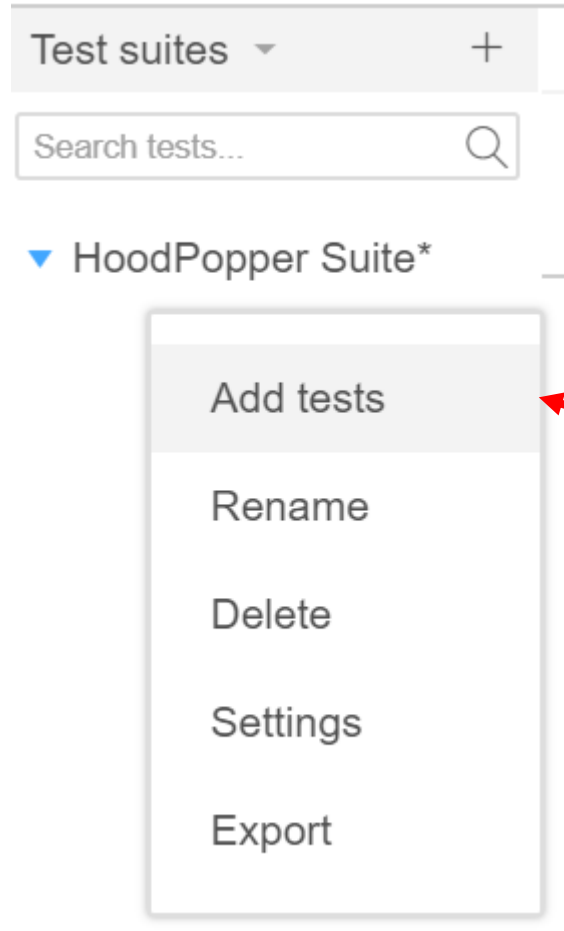 Test suites
Search tests...
HoodPopper Suite*
Add tests
Rename
Delete
Settings
Export